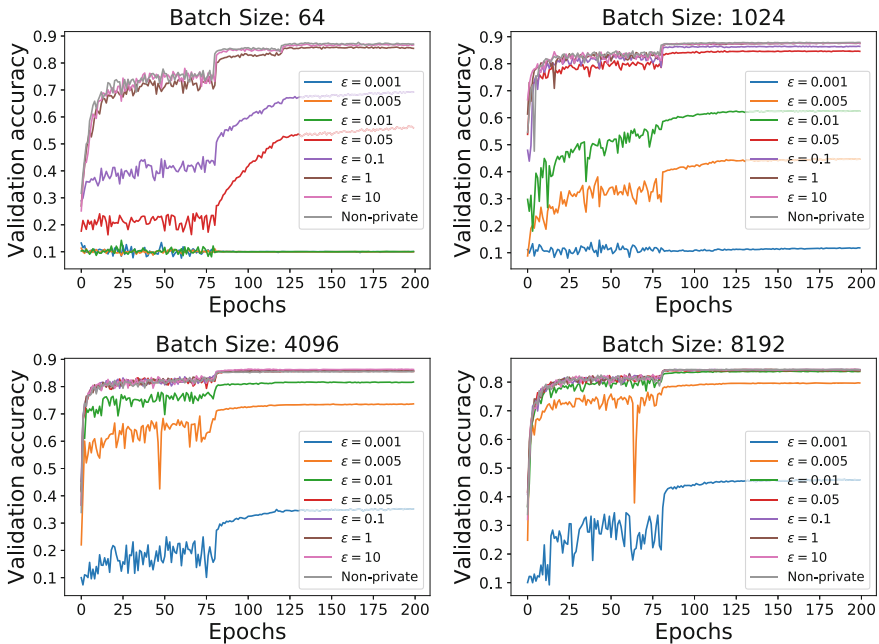 Batch Size: 64
Validation accuracy
0.9
0.8
0.7
0.6
0.5
0.4
0.3
0.2
0.1
ε = 0.001
ε = 0.005
ε = 0.01
ε = 0.05
ε = 0.1
ε = 1
ε = 10
Non-private
0 25 50 75 100 125 150 175 200
Epochs
Batch Size: 1024
Validation accuracy
0.9
0.8
0.7
0.6
0.5
0.4
0.3
0.2
0.1
ε = 0.001
ε = 0.005
ε = 0.01
ε = 0.05
ε = 0.1
ε = 1
ε = 10
Non-private
0 25 50 75 100 125 150 175 200
Epochs
Batch Size: 4096
Validation accuracy
0.9
0.8
0.7
0.6
0.5
0.4
0.3
0.2
0.1
ε = 0.001
ε = 0.005
ε = 0.01
ε = 0.05
ε = 0.1
ε = 1
ε = 10
Non-private
0 25 50 75 100 125 150 175 200
Epochs
Batch Size: 8192
Validation accuracy
0.8
0.7
0.6
0.5
0.4
0.3
0.2
0.1
ε = 0.001
ε = 0.005
ε = 0.01
ε = 0.05
ε = 0.1
ε = 1
ε = 10
Non-private
0 25 50 75 100 125 150 175 200
Epochs